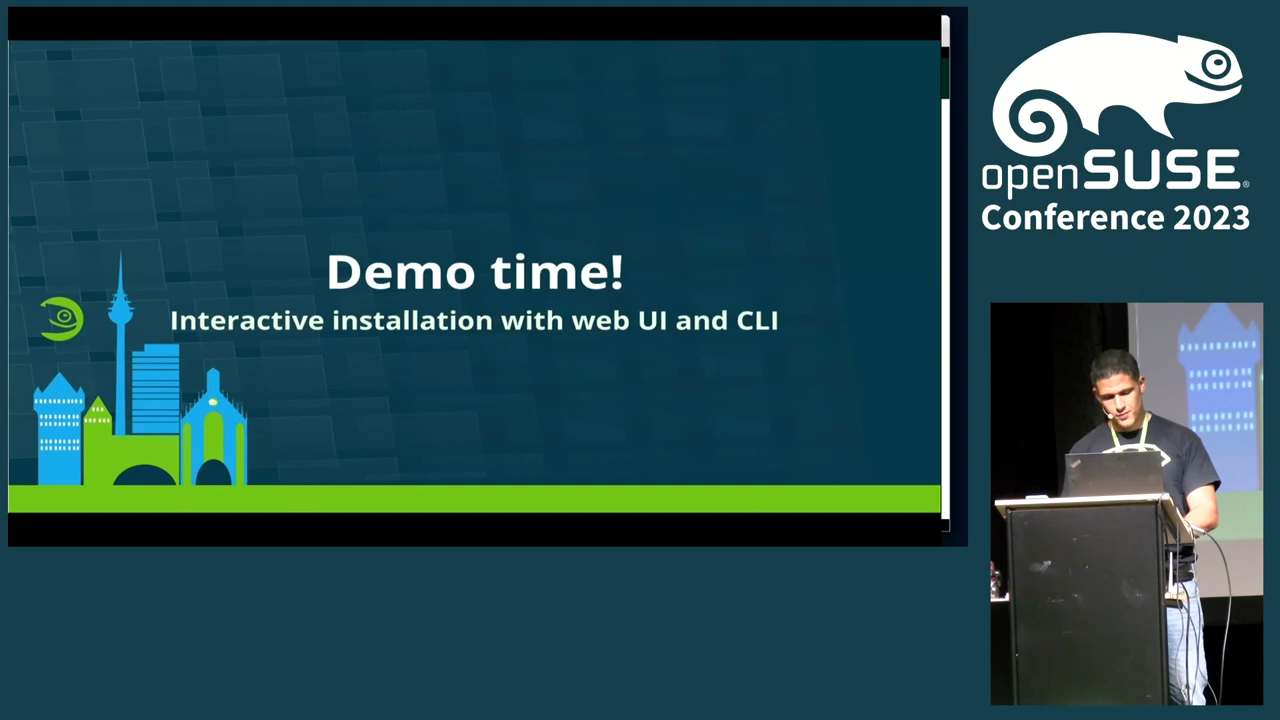 Demo time!
Interactive installation with web UI and CLI
openSUSE®
Conference 2023